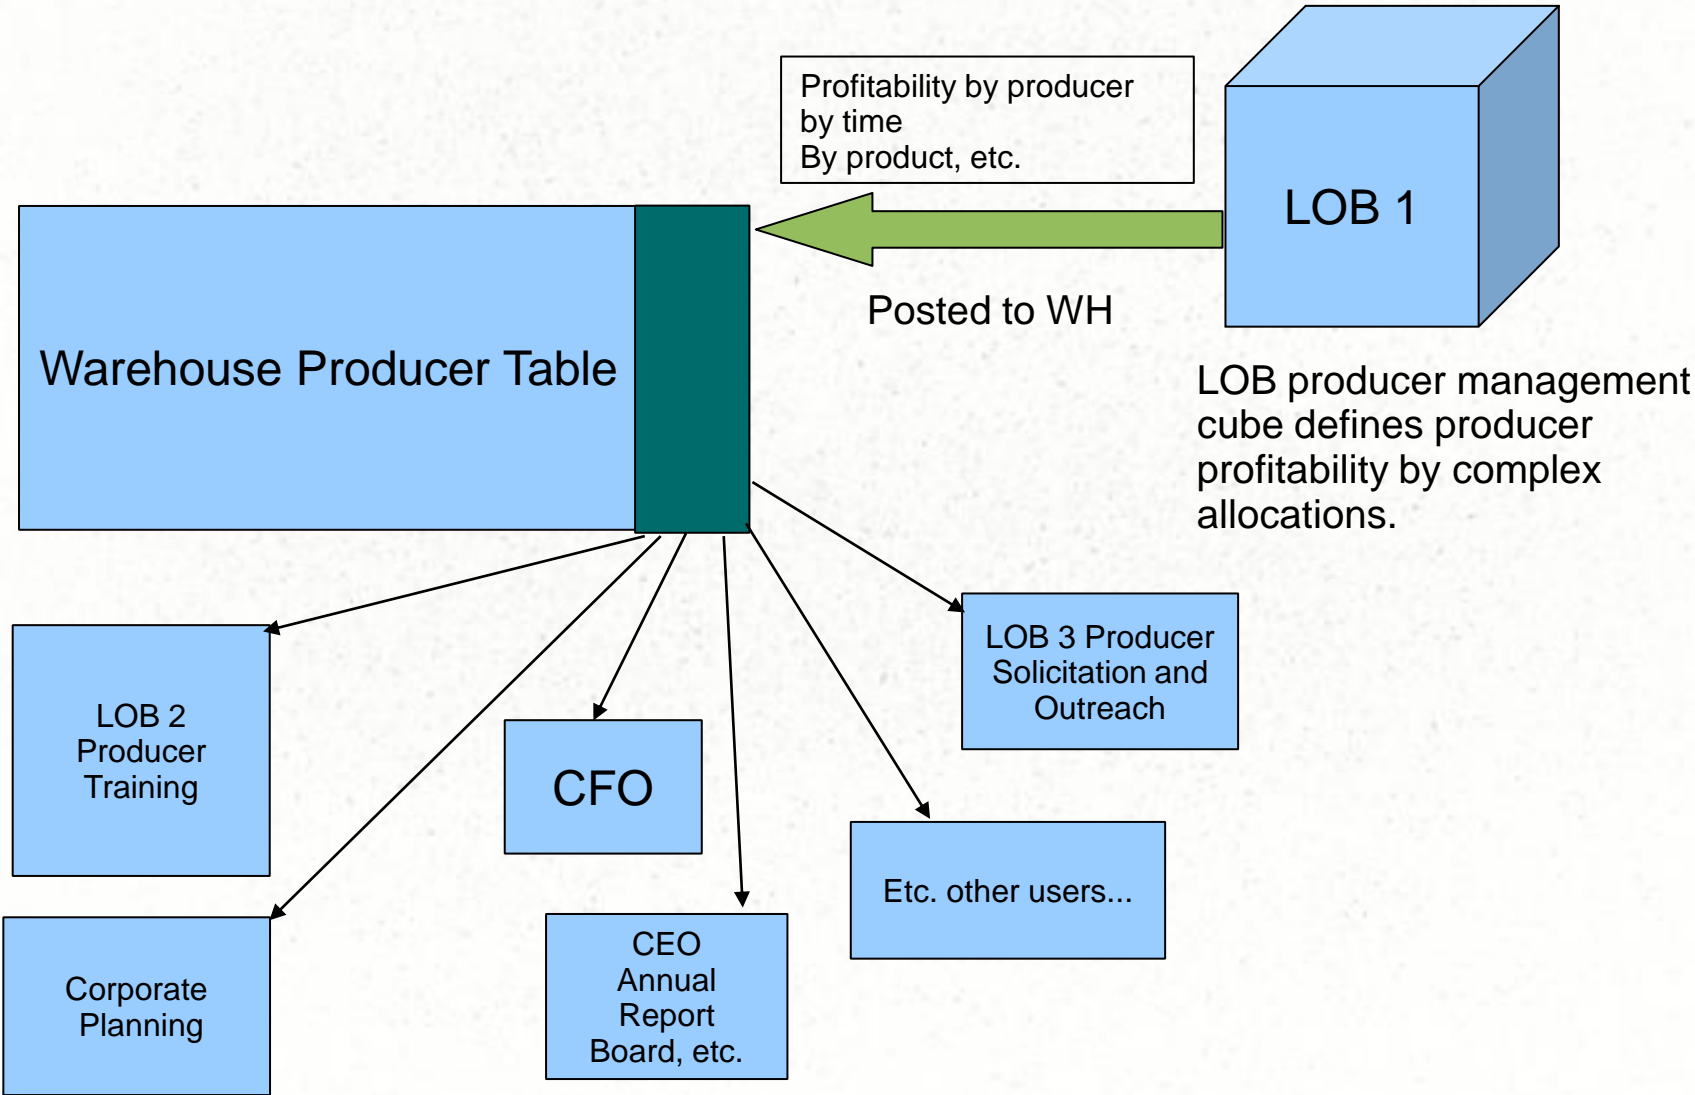 Profitability by producer
by time
By product, etc.
LOB 1
Warehouse Producer Table
Posted to WH
LOB producer management
cube defines producer
profitability by complex
allocations.
LOB 2
Producer
Training
CFO
LOB 3 Producer
Solicitation and
Outreach
Etc. other users...
Corporate
Planning
CEO
Annual
Report
Board, etc.